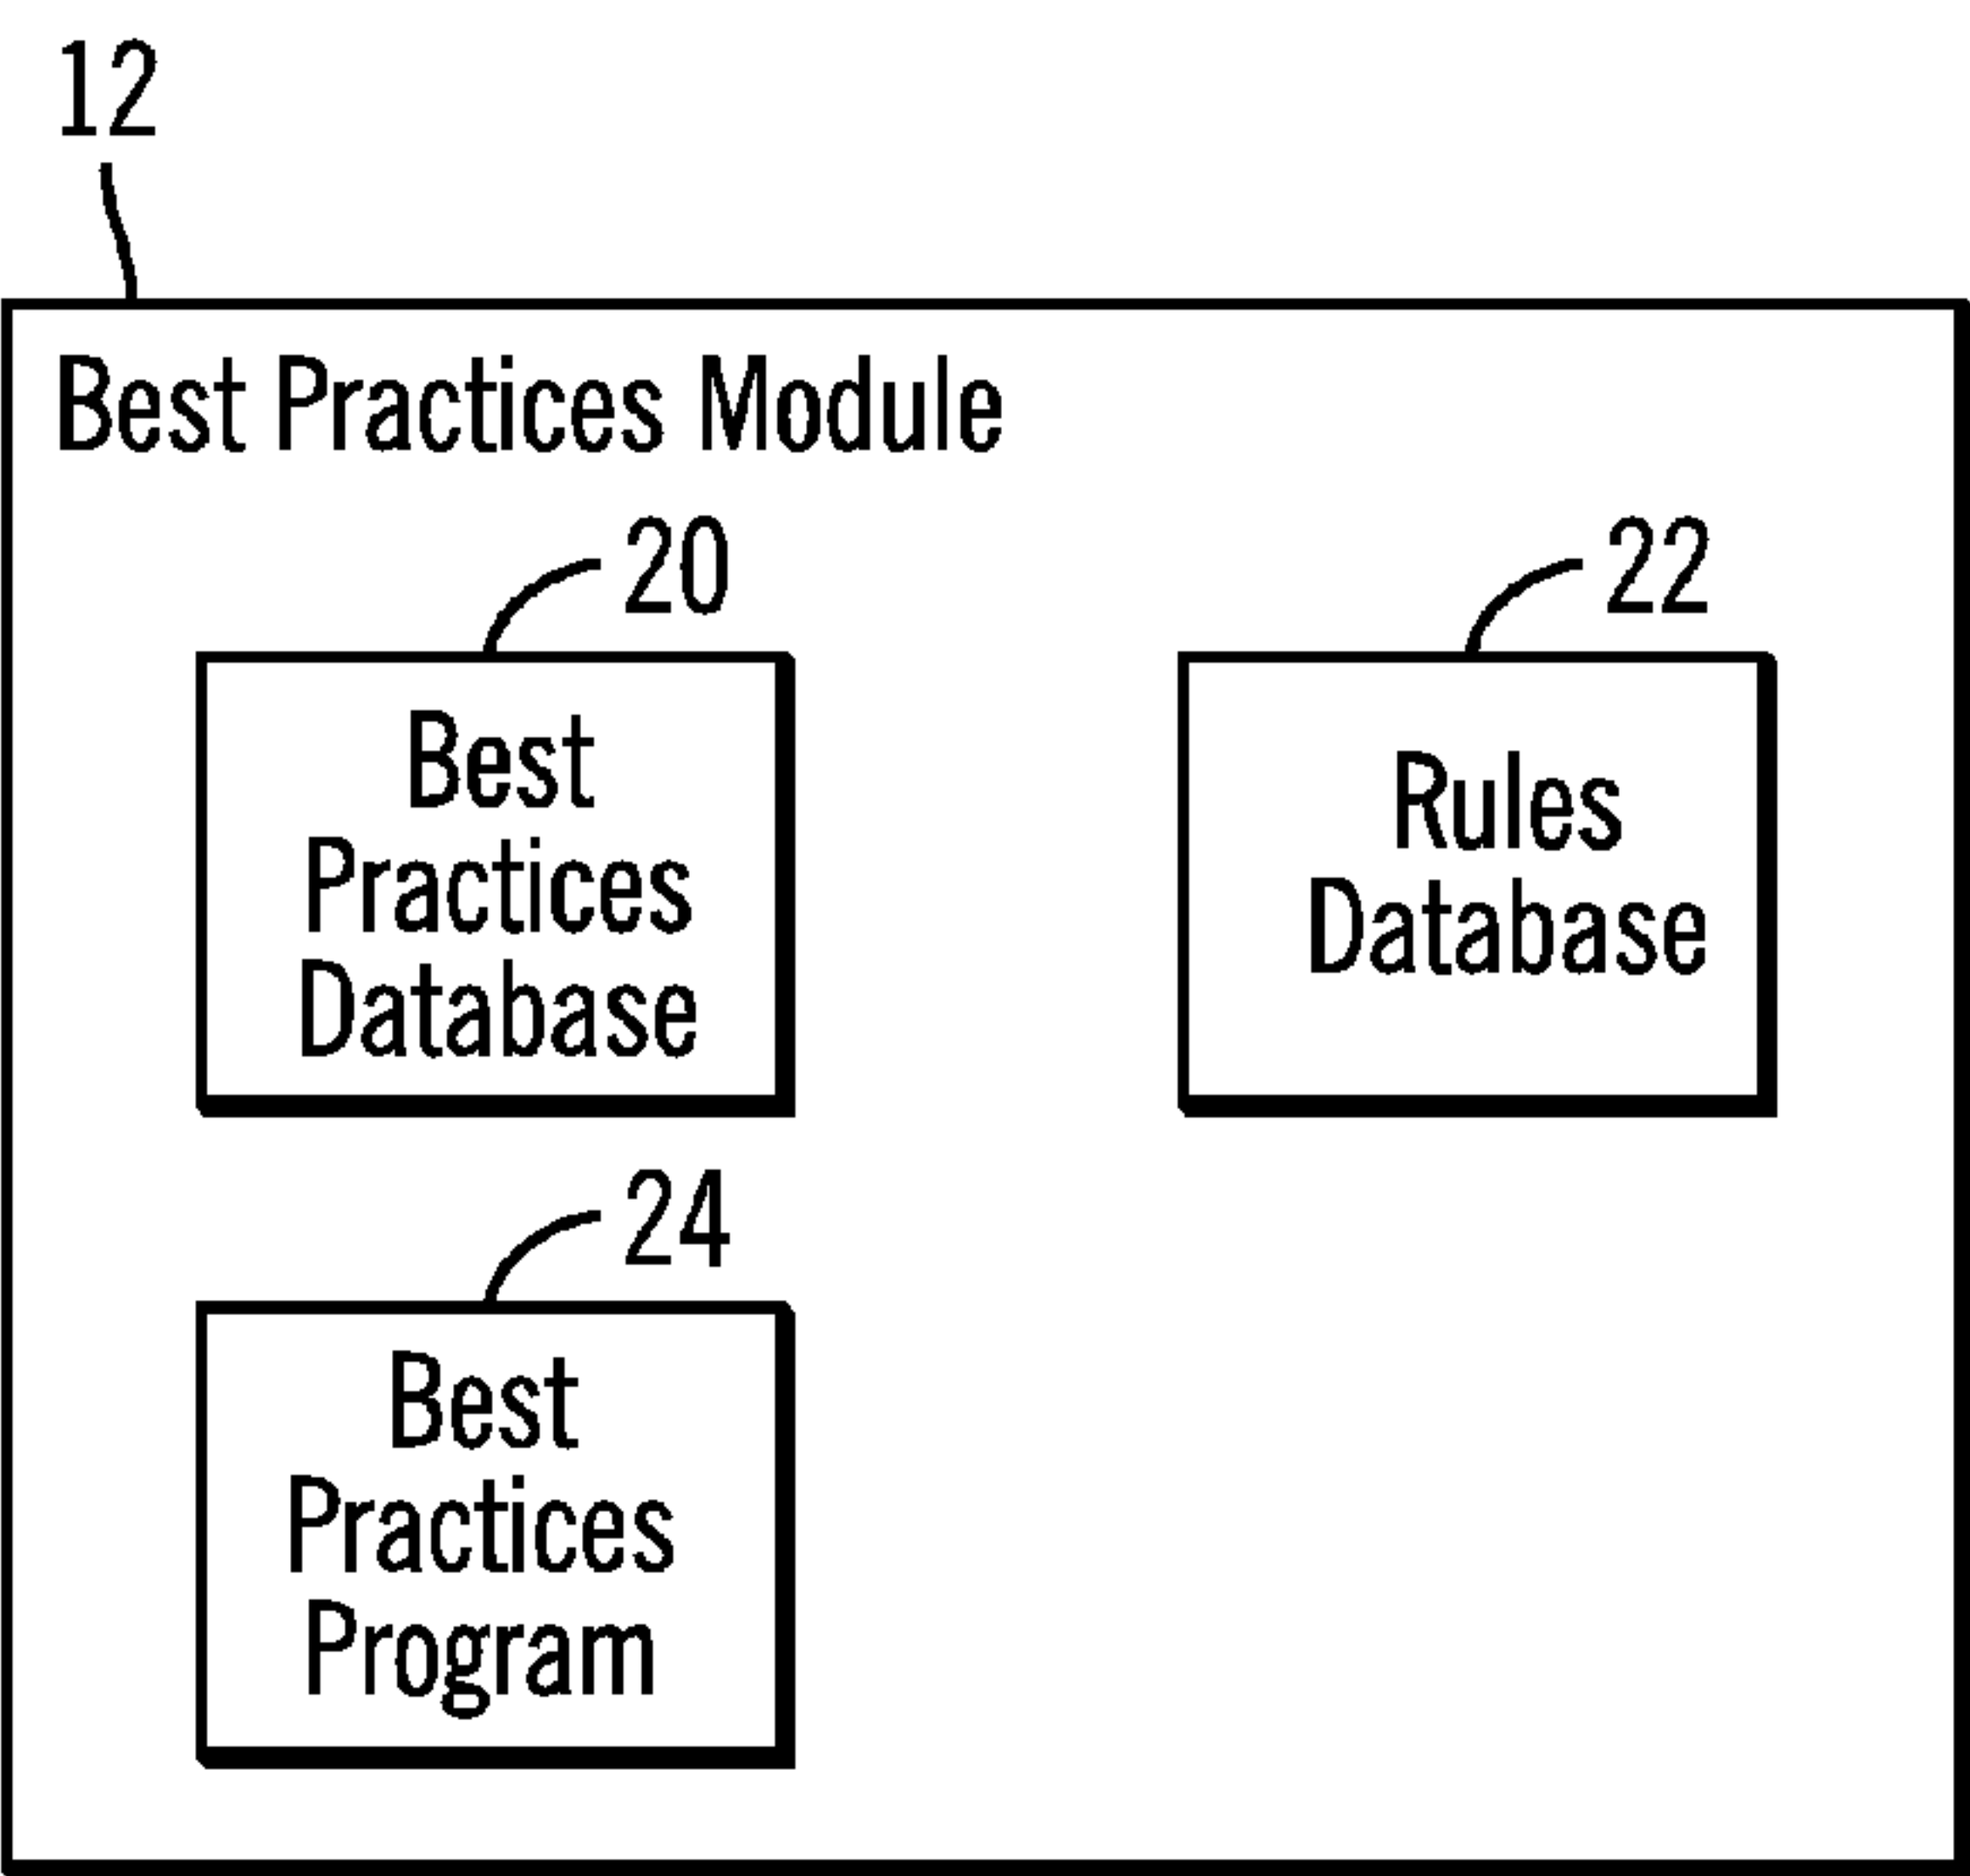 12
Best Practices Module
20
Best
Practices
Database
22
Rules
Database
24
Best
Practices
Program